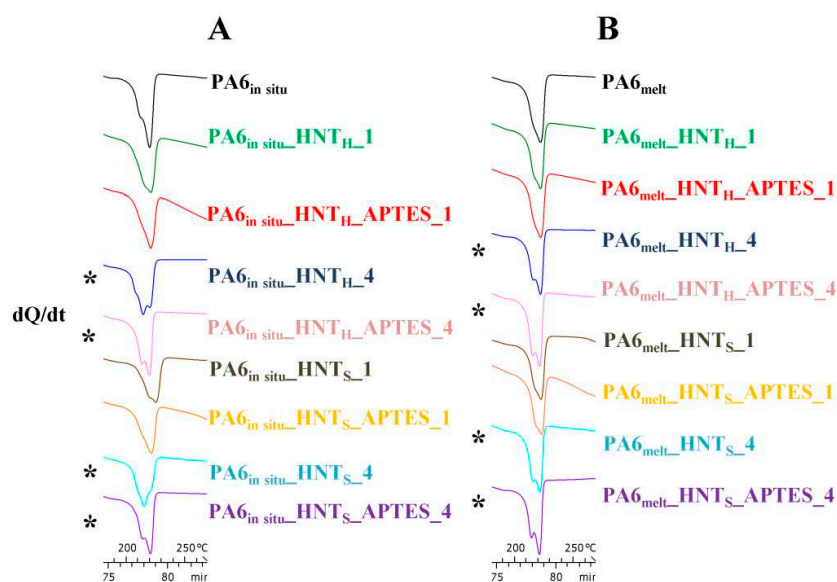 A
PA6in situ
PA6in situ_HNTH_1
PA6in situ_HNTH_APTES_1
* PA6in situ_HNTH_4
dQ/dt
* PA6in situ_HNTH_APTES_4
PA6in situ_HNTS_1
PA6in situ_HNTS_APTES_1
* PA6in situ_HNTS_4
* PA6in situ_HNTS_APTES_4
200 250 °C
75 80 mir
B
PA6melt
PA6melt_HNTH_1
PA6melt_HNTH_APTES_1
* PA6melt_HNTH_4
* PA6melt_HNTH_APTES_4
PA6melt_HNTS_1
PA6melt_HNTS_APTES_1
* PA6melt_HNTS_4
* PA6melt_HNTS_APTES_4
200 250 °C
75 80 mir